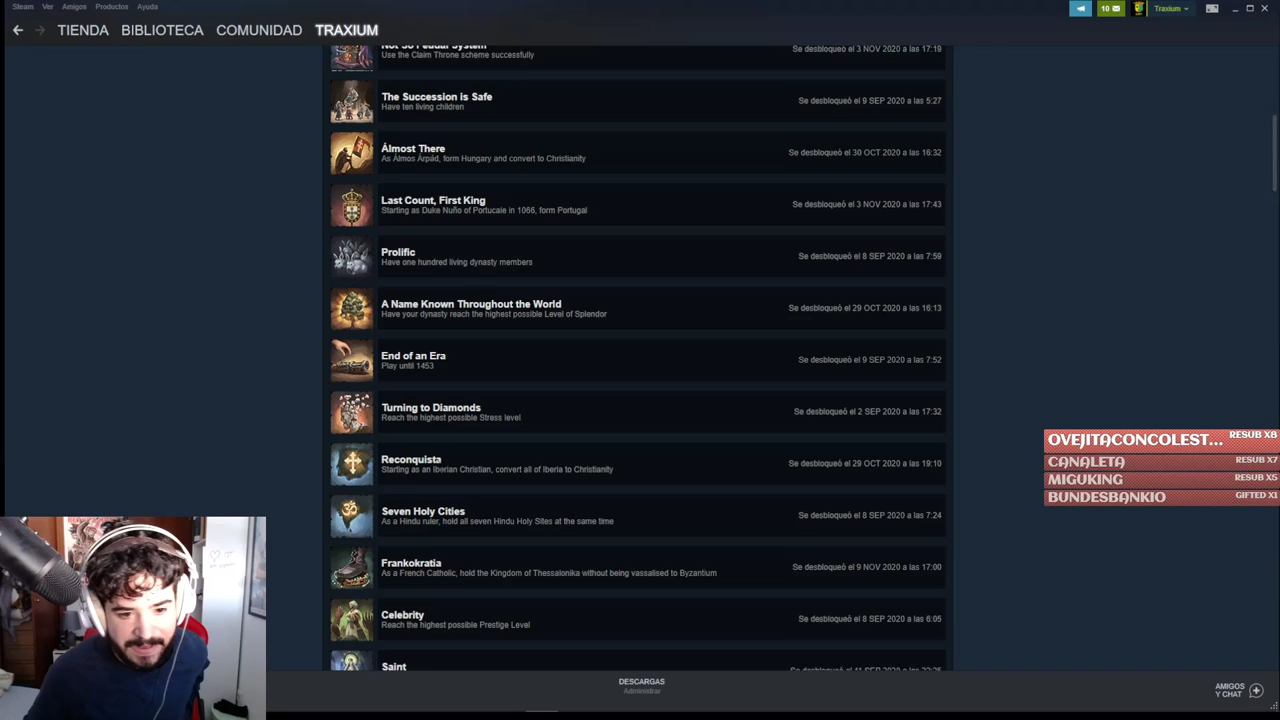 Steam Ver Amigos Productos Ayuda
10 Traxium
TIENDA BIBLIOTECA COMUNIDAD TRAXIUM
Not So Feudal System
Se desbloqueó el 3 NOV 2020 a las 17:19
Use the Claim Throne scheme successfully
The Succession is Safe
Se desbloqueó el 9 SEP 2020 a las 5:27
Have ten living children
Álmost There
Se desbloqueó el 30 OCT 2020 a las 16:32
As Álmos Árpád, form Hungary and convert to Christianity
Last Count, First King
Se desbloqueó el 3 NOV 2020 a las 17:43
Starting as Duke Nuño of Portucale in 1066, form Portugal
Prolific
Se desbloqueó el 8 SEP 2020 a las 7:59
Have one hundred living dynasty members
A Name Known Throughout the World
Se desbloqueó el 29 OCT 2020 a las 16:13
Have your dynasty reach the highest possible Level of Splendor
End of an Era
Se desbloqueó el 9 SEP 2020 a las 7:52
Play until 1453
Turning to Diamonds
Se desbloqueó el 2 SEP 2020 a las 17:32
Reach the highest possible Stress level
Reconquista
Se desbloqueó el 29 OCT 2020 a las 19:10
Starting as an Iberian Christian, convert all of Iberia to Christianity
Seven Holy Cities
Se desbloqueó el 8 SEP 2020 a las 7:24
As a Hindu ruler, hold all seven Hindu Holy Sites at the same time
Frankokratia
Se desbloqueó el 9 NOV 2020 a las 17:00
As a French Catholic, hold the Kingdom of Thessalonika without being vassalised to Byzantium
Celebrity
Se desbloqueó el 8 SEP 2020 a las 6:05
Reach the highest possible Prestige Level
Saint
OVEJITACONCOLEST... RESUB X8
CANALETA RESUB X7
MIGUKING RESUB X5
BUNDESBANKIO GIFTED X1
DESCARGAS
Administrar
AMIGOS
Y CHAT